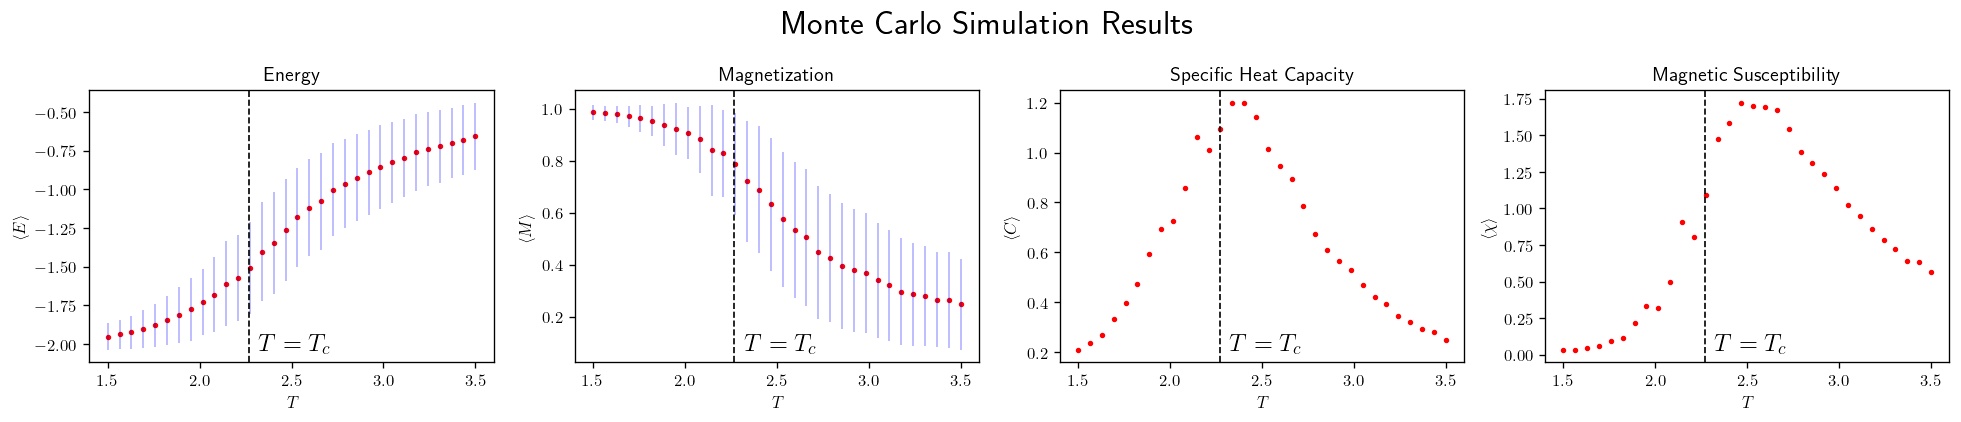 Monte Carlo Simulation Results
Energy
⟨E⟩
−0.50
−0.75
−1.00
−1.25
−1.50
−1.75
−2.00
T = T_c
1.5 2.0 2.5 3.0 3.5
T
Magnetization
⟨M⟩
1.0
0.8
0.6
0.4
0.2
T = T_c
1.5 2.0 2.5 3.0 3.5
T
Specific Heat Capacity
⟨C⟩
1.2
1.0
0.8
0.6
0.4
0.2
T = T_c
1.5 2.0 2.5 3.0 3.5
T
Magnetic Susceptibility
⟨χ⟩
1.75
1.50
1.25
1.00
0.75
0.50
0.25
0.00
T = T_c
1.5 2.0 2.5 3.0 3.5
T